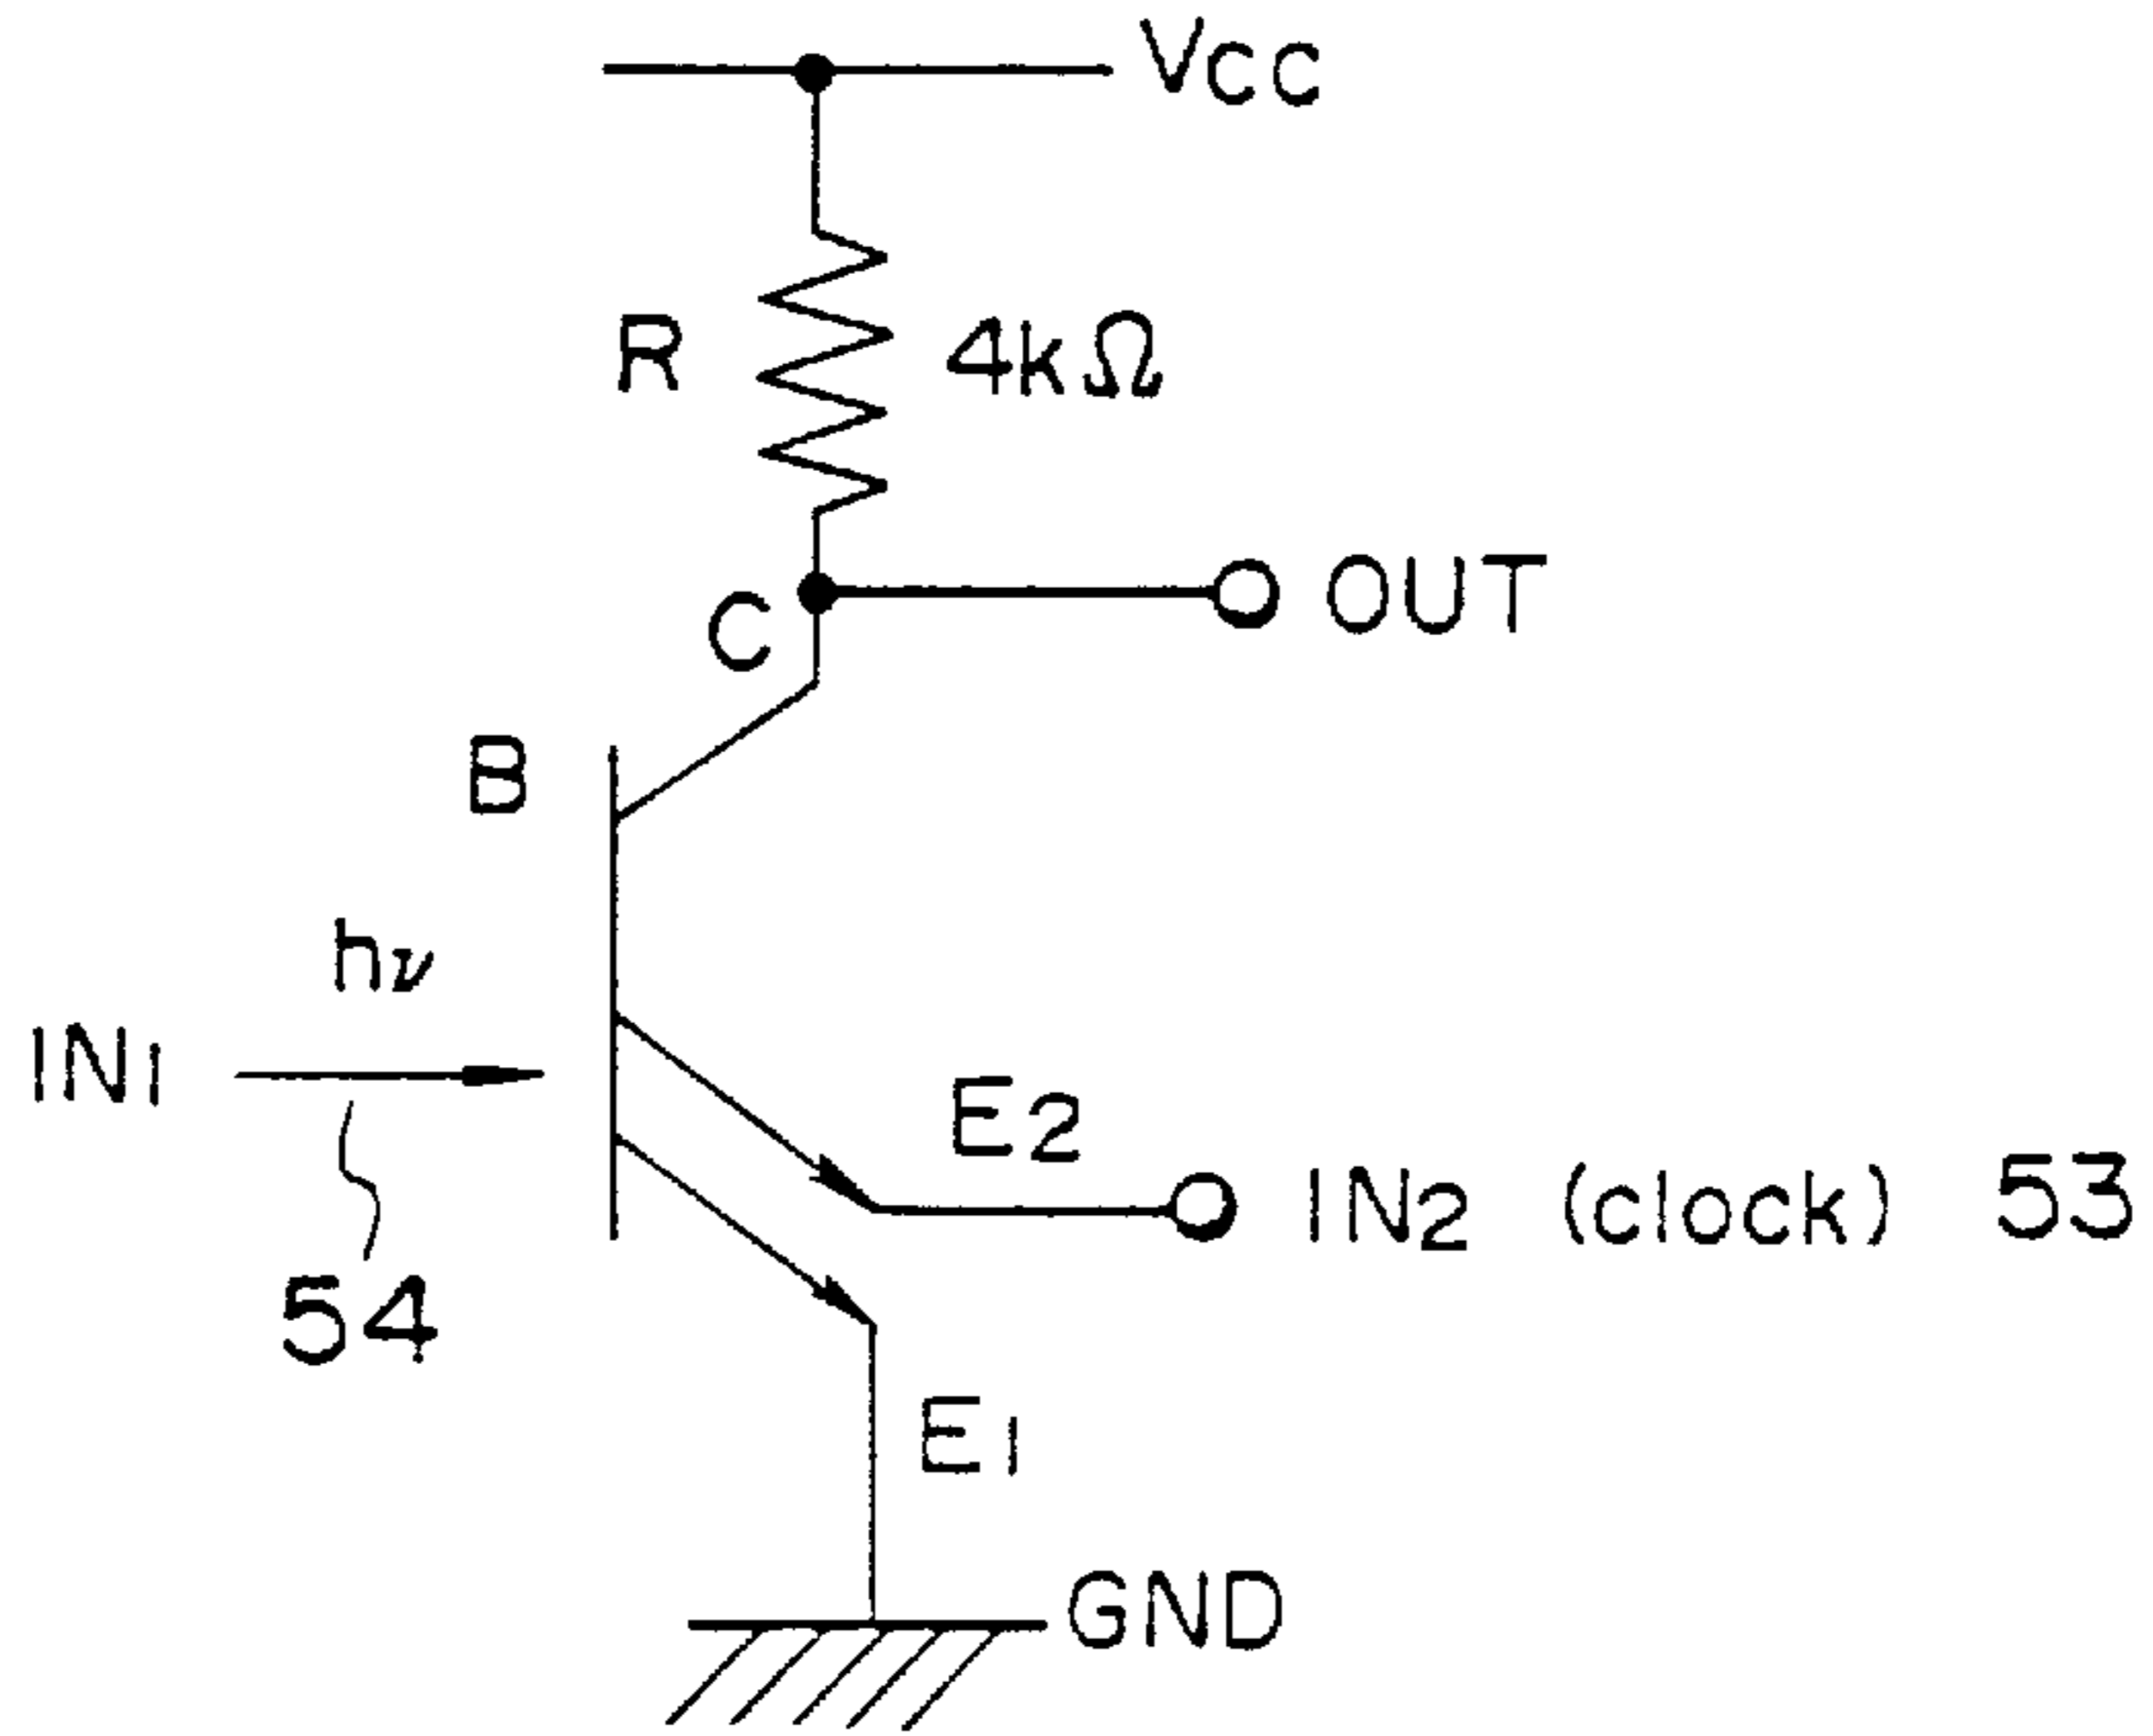 Vcc
R 4kΩ
OUT
C
B
hν
IN1
E2
IN2 (clock) 53
54
E1
GND